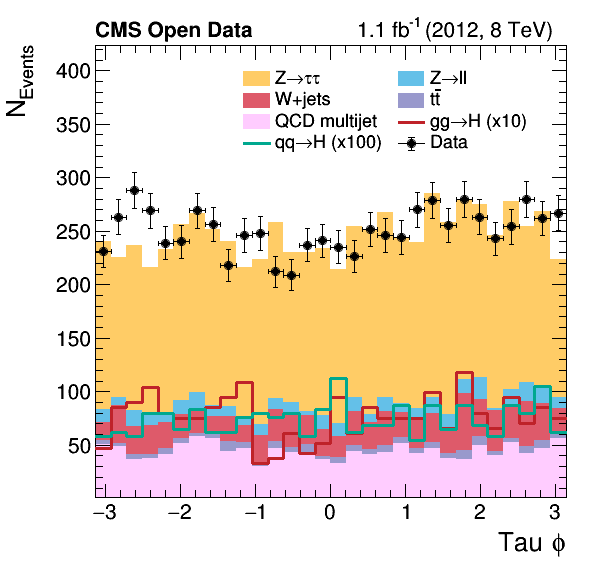 CMS Open Data 1.1 fb⁻¹ (2012, 8 TeV)
N_Events
400
350
300
250
200
150
100
50
Z→ττ Z→ll
W+jets tt̄
QCD multijet gg→H (x10)
qq→H (x100) Data
−3 −2 −1 0 1 2 3
Tau ϕ